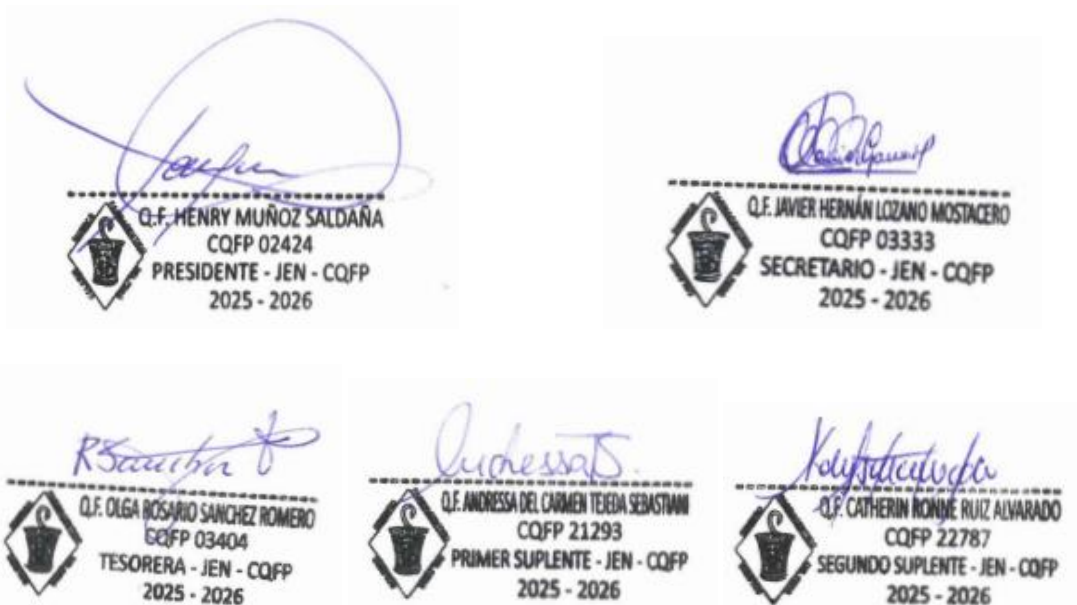 Q.F. HENRY MUÑOZ SALDAÑA
CQFP 02424
PRESIDENTE - JEN - CQFP
2025 - 2026
Q.F. JAVIER HERNÁN LOZANO MOSTACERO
CQFP 03333
SECRETARIO - JEN - CQFP
2025 - 2026
Q.F. OLGA ROSARIO SANCHEZ ROMERO
CQFP 03404
TESORERA - JEN - CQFP
2025 - 2026
Q.F. ANDRESSA DEL CARMEN TEJEDA SEBASTIANI
CQFP 21293
PRIMER SUPLENTE - JEN - CQFP
2025 - 2026
Q.F. CATHERIN RONNÉ RUIZ ALVARADO
CQFP 22787
SEGUNDO SUPLENTE - JEN - CQFP
2025 - 2026